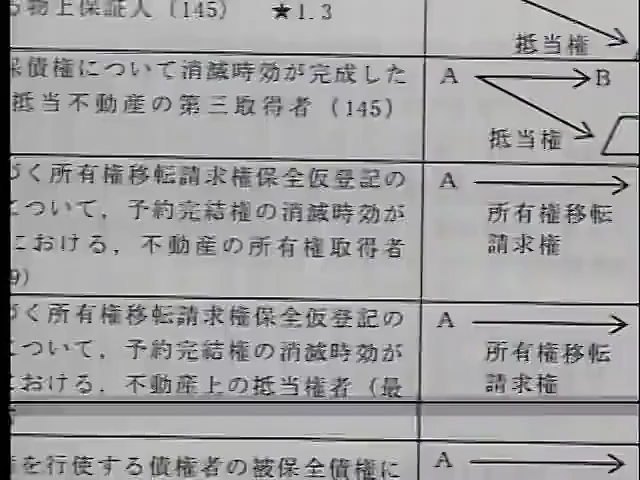 物上保証人（145） ★1.3
抵当権
債権について消滅時効が完成した
抵当不動産の第三取得者（145）
A B
抵当権
づく所有権移転請求権保全仮登記の
について，予約完結権の消滅時効が
における，不動産の所有権取得者
9）
A
所有権移転
請求権
づく所有権移転請求権保全仮登記の
について，予約完結権の消滅時効が
における．不動産上の抵当権者（最
A
所有権移転
請求権
を行使する債権者の被保全債権に
A